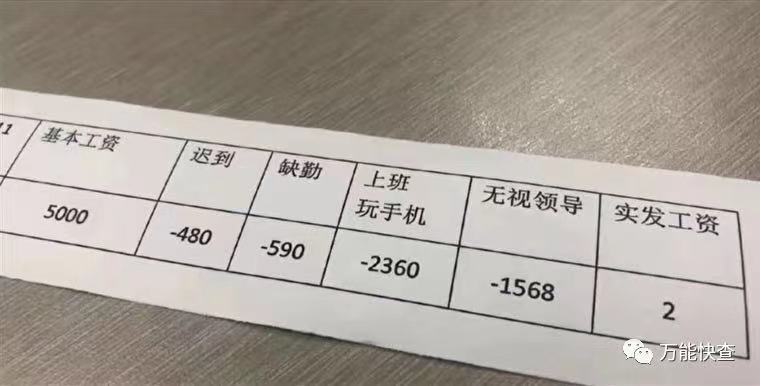 11 基本工资 迟到 缺勤 上班 无视领导 实发工资
玩手机
5000 -480 -590 -2360 -1568 2
万能快查